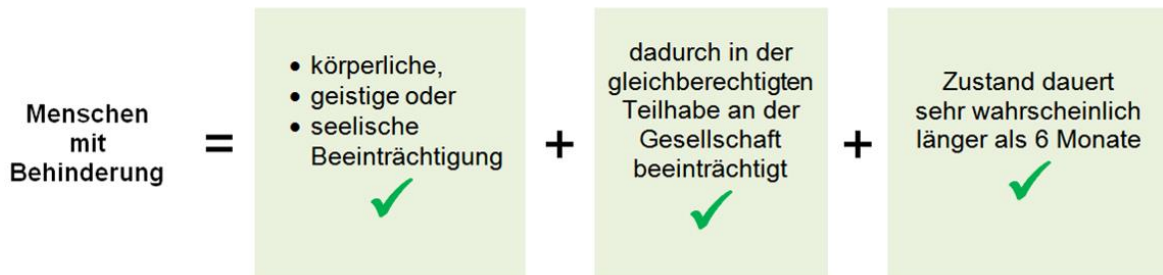 Menschen
mit
Behinderung
=
• körperliche,
• geistige oder
• seelische
Beeinträchtigung
+
dadurch in der
gleichberechtigten
Teilhabe an der
Gesellschaft
beeinträchtigt
+
Zustand dauert
sehr wahrscheinlich
länger als 6 Monate